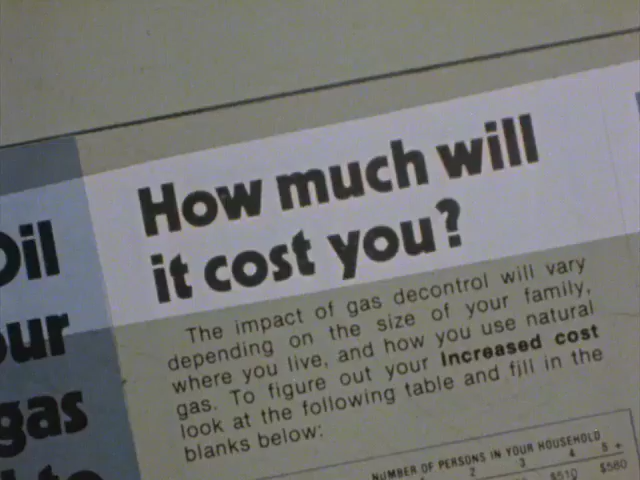 How much will
it cost you?
The impact of gas decontrol will vary
depending on the size of your family,
where you live, and how you use natural
gas. To figure out your Increased cost
look at the following table and fill in the
blanks below:
NUMBER OF PERSONS IN YOUR HOUSEHOLD
2 3 4 5 +
$510 $580
Oil
our
gas